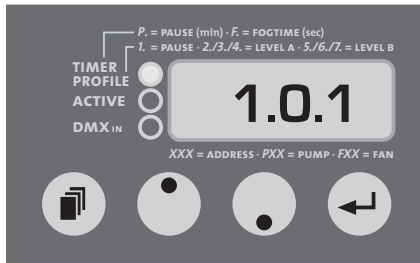 P. = PAUSE (min) · F. = FOGTIME (sec)
1. = PAUSE · 2./3./4. = LEVEL A · 5./6./7. = LEVEL B
TIMER
PROFILE
ACTIVE
DMX IN
1.0.1
XXX = ADDRESS · PXX = PUMP · FXX = FAN